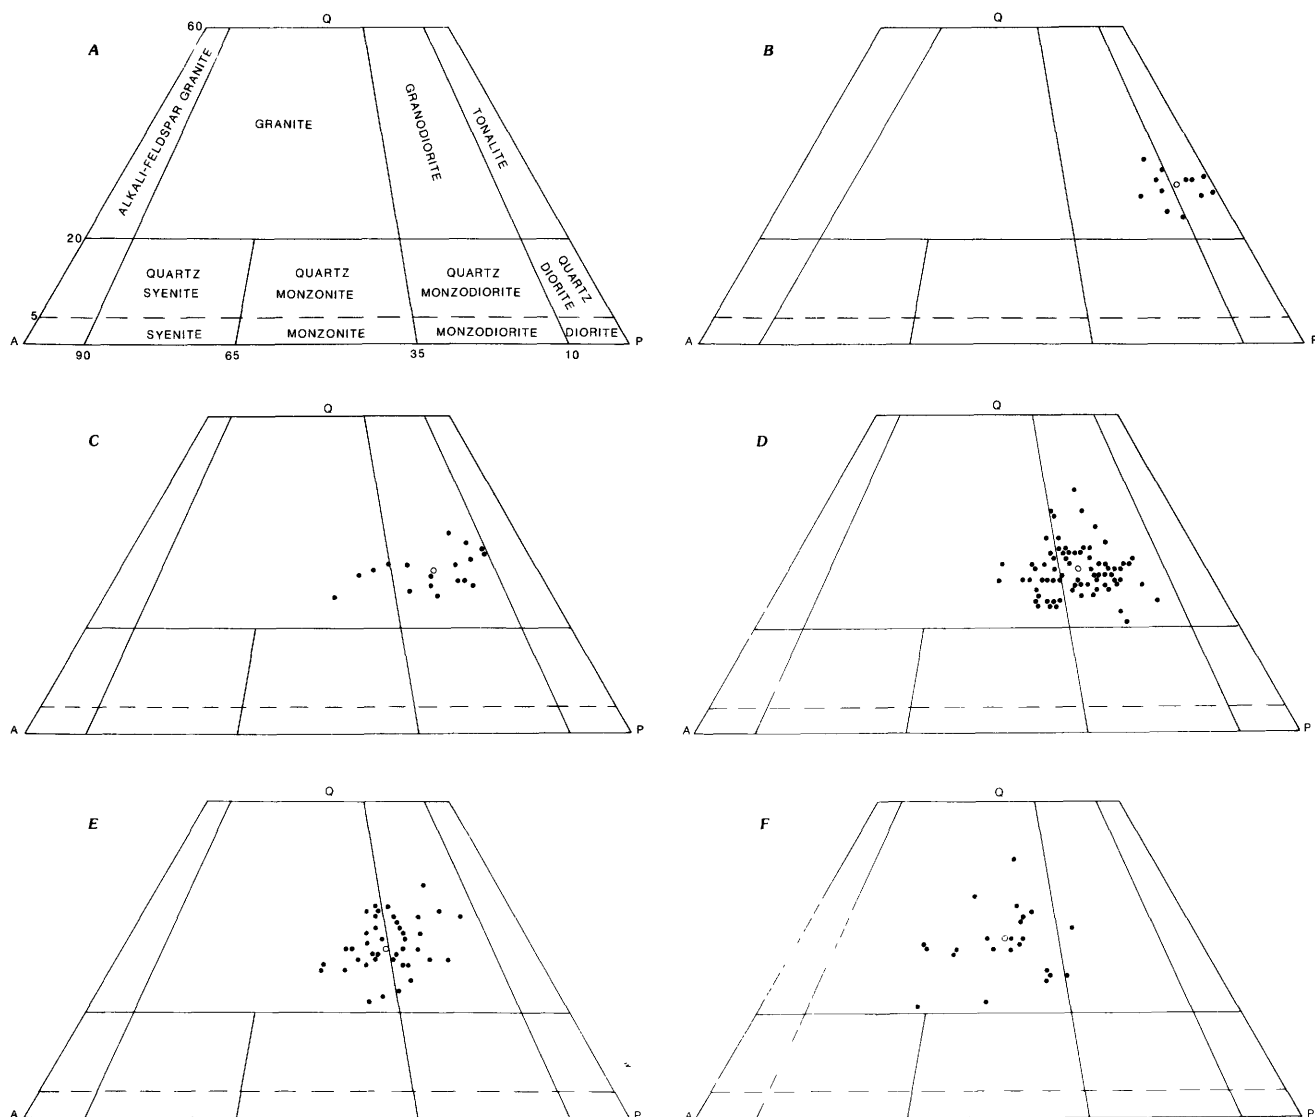 Q
60
A
ALKALI-FELDSPAR GRANITE
GRANITE
GRANODIORITE
TONALITE
20
QUARTZ
SYENITE
QUARTZ
MONZONITE
QUARTZ
MONZODIORITE
QUARTZ
DIORITE
5
SYENITE
MONZONITE
MONZODIORITE
DIORITE
A
P
90
65
35
10
Q
B
A
P
Q
C
A
P
Q
D
A
P
Q
E
A
P
Q
F
A
P